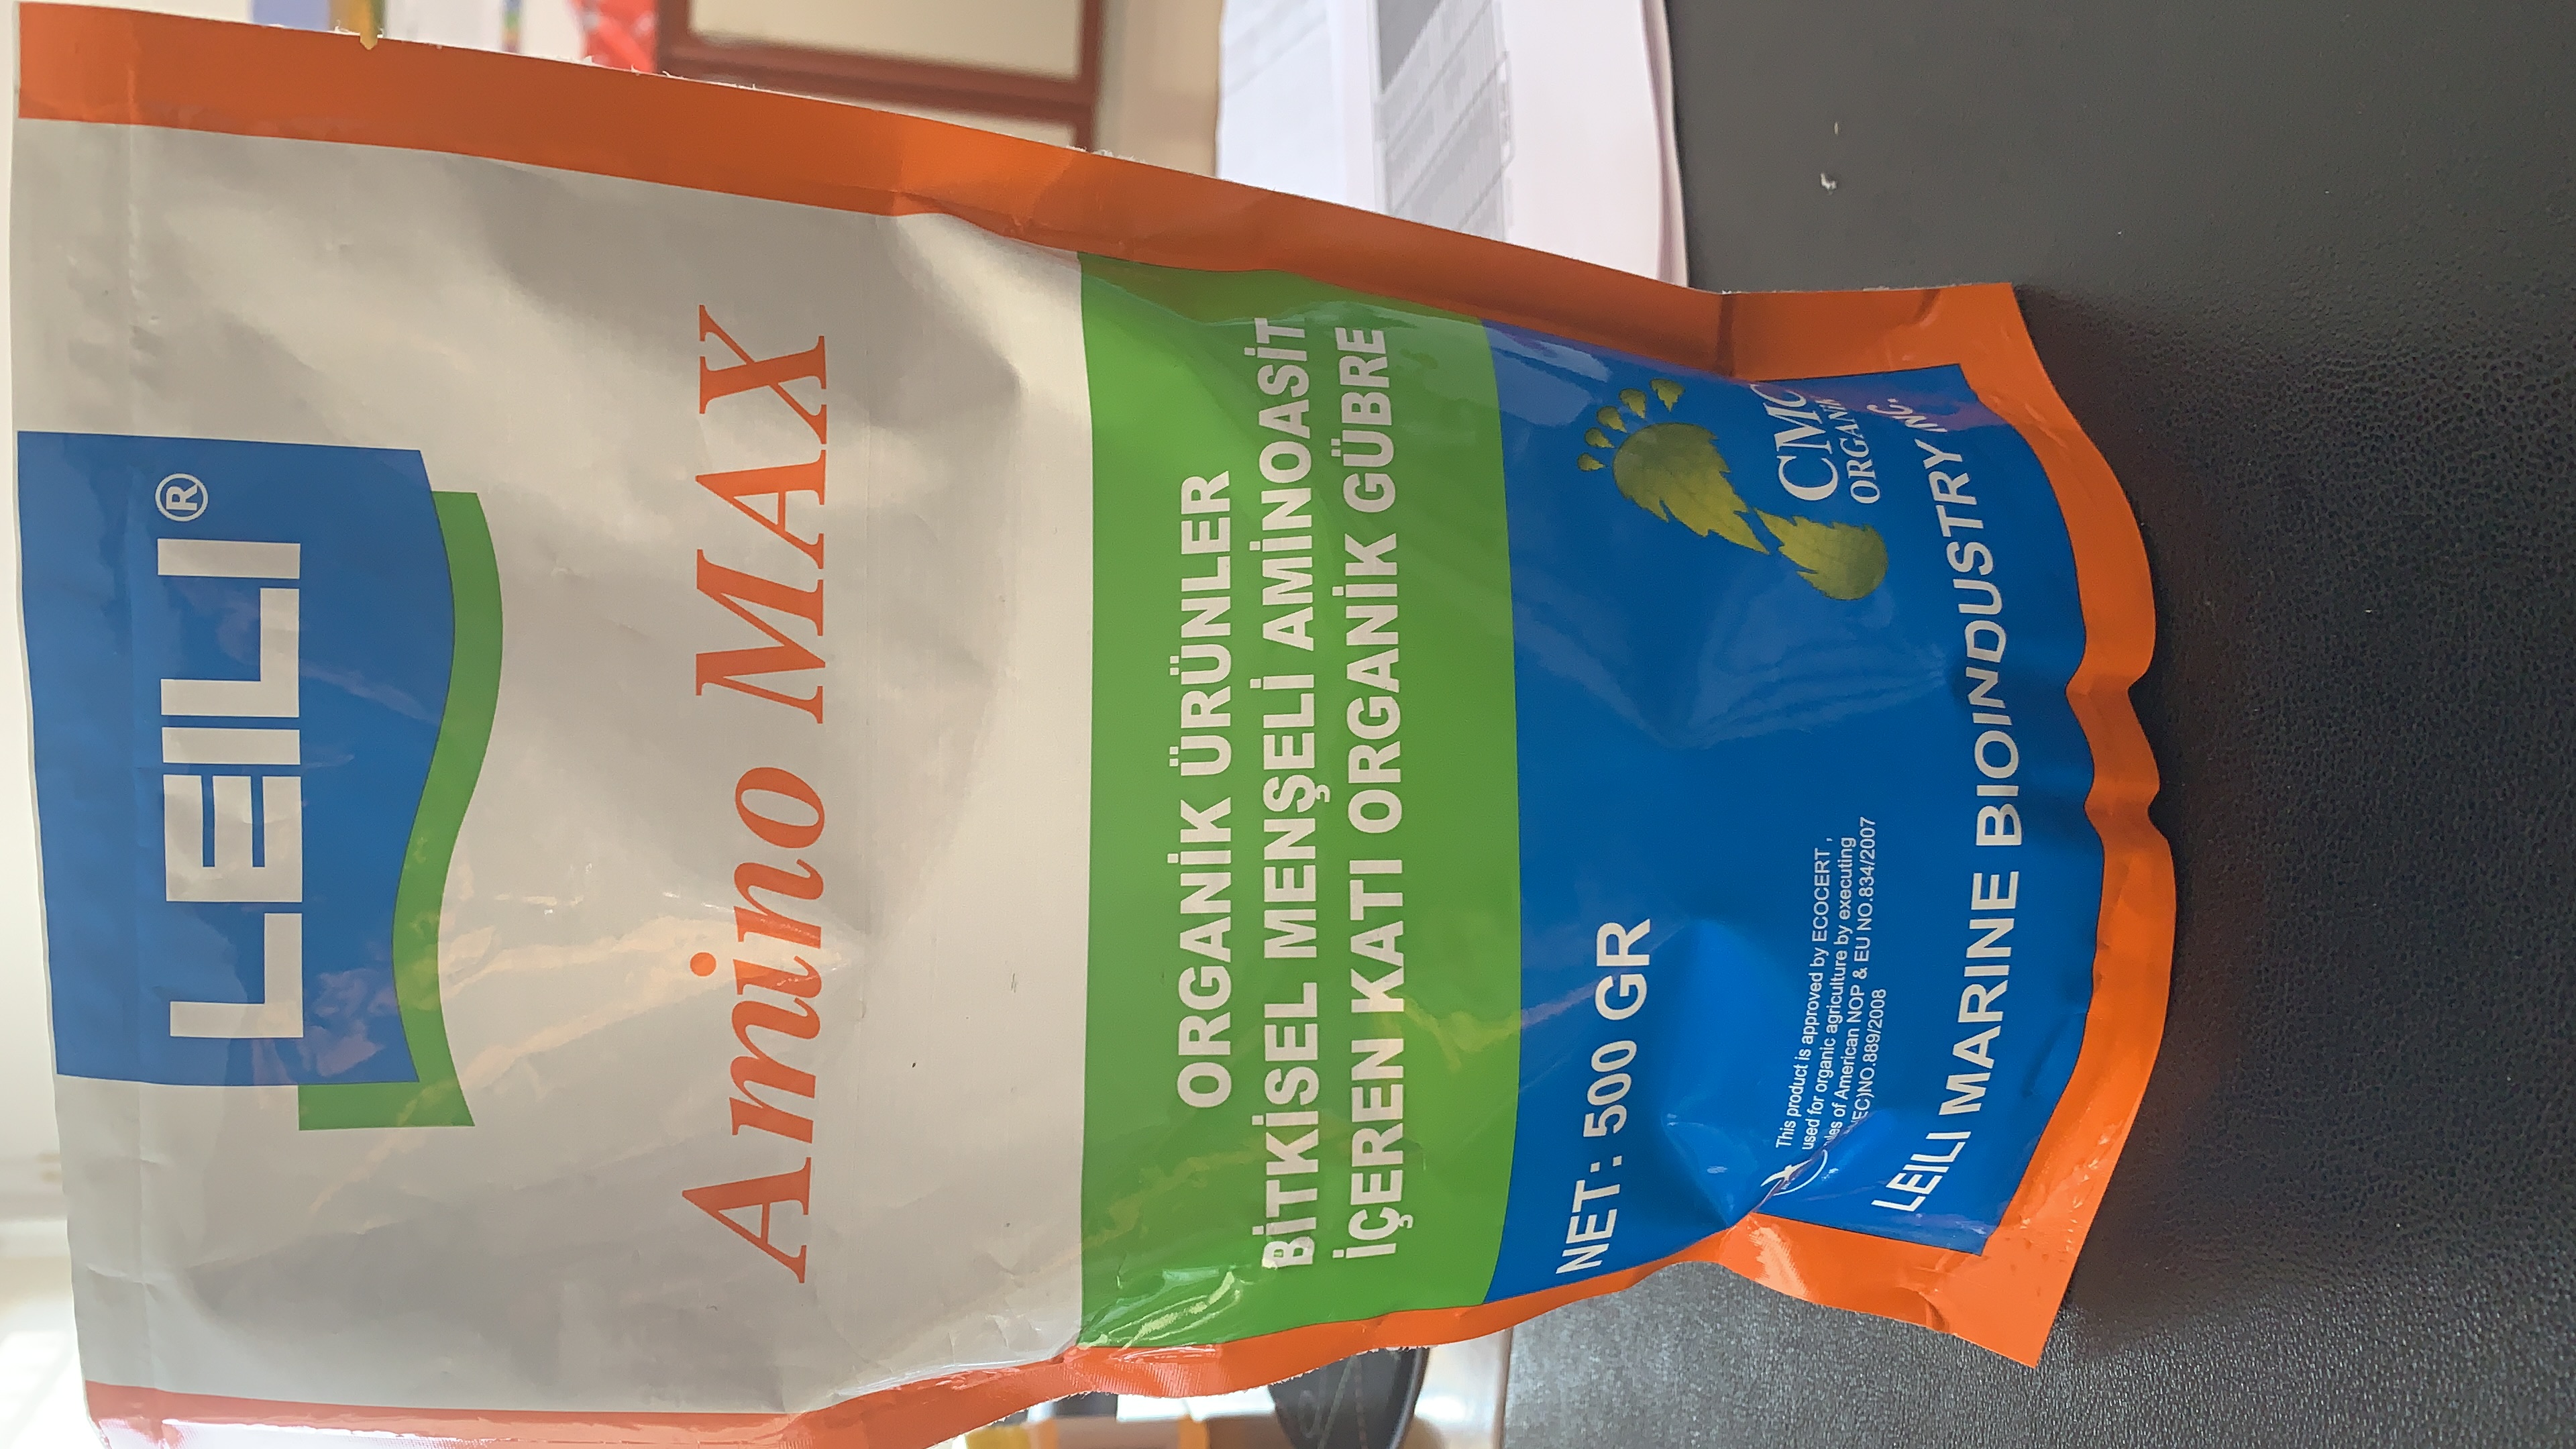 LEILI®
Amino MAX
ORGANİK ÜRÜNLER
BİTKİSEL MENŞELİ AMİNOASİT
İÇEREN KATI ORGANİK GÜBRE
NET: 500 GR
This product is approved by ECOCERT ,
used for organic agriculture by executing
of American NOP & EU NO.834/2007
EC)NO.889/2008
CMC
ORGANİK
LEILI MARINE BIOINDUSTRY INC.